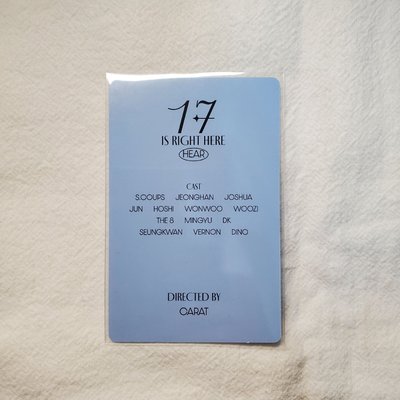 17
IS RIGHT HERE
HEAR
CAST
S.COUPS JEONGHAN JOSHUA
JUN HOSHI WONWOO WOOZI
THE 8 MINGYU DK
SEUNGKWAN VERNON DINO
DIRECTED BY
CARAT